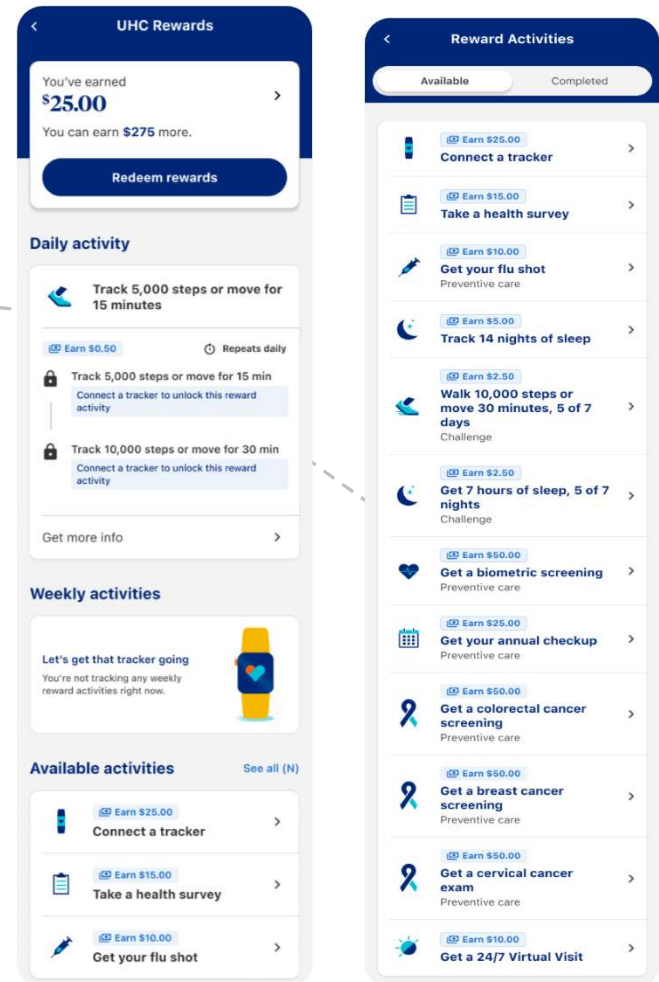 UHC Rewards
You've earned
$25.00
You can earn $275 more.
Redeem rewards
Daily activity
Track 5,000 steps or move for
15 minutes
Earn $0.50
Repeats daily
Track 5,000 steps or move for 15 min
Connect a tracker to unlock this reward
activity
Track 10,000 steps or move for 30 min
Connect a tracker to unlock this reward
activity
Get more info
Weekly activities
Let's get that tracker going
You're not tracking any weekly
reward activities right now.
Available activities
See all (N)
Earn $25.00
Connect a tracker
Earn $15.00
Take a health survey
Earn $10.00
Get your flu shot
Reward Activities
Available
Completed
Earn $25.00
Connect a tracker
Earn $15.00
Take a health survey
Earn $10.00
Get your flu shot
Preventive care
Earn $5.00
Track 14 nights of sleep
Earn $2.50
Walk 10,000 steps or
move 30 minutes, 5 of 7
days
Challenge
Earn $2.50
Get 7 hours of sleep, 5 of 7
nights
Challenge
Earn $50.00
Get a biometric screening
Preventive care
Earn $25.00
Get your annual checkup
Preventive care
Earn $50.00
Get a colorectal cancer
screening
Preventive care
Earn $50.00
Get a breast cancer
screening
Preventive care
Earn $50.00
Get a cervical cancer
exam
Preventive care
Earn $10.00
Get a 24/7 Virtual Visit